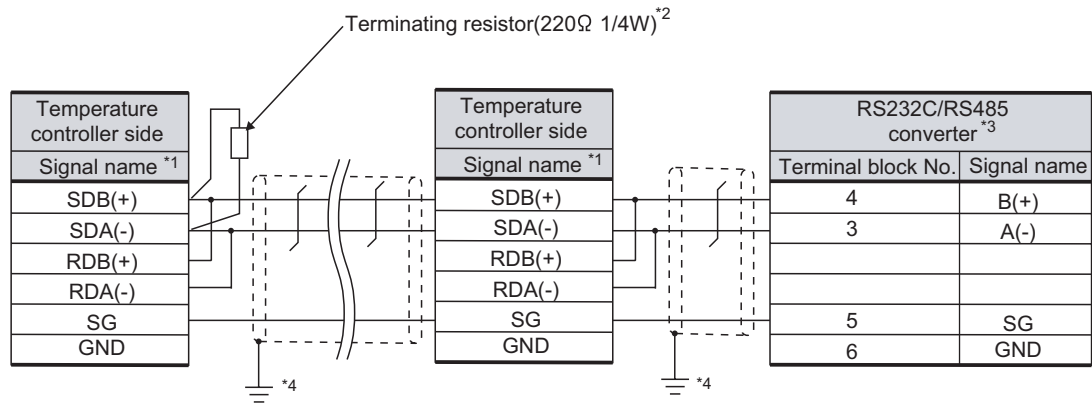 Terminating resistor(220Ω 1/4W)*2
Temperature
controller side
Signal name *1
SDB(+)
SDA(-)
RDB(+)
RDA(-)
SG
GND
*4
Temperature
controller side
Signal name *1
SDB(+)
SDA(-)
RDB(+)
RDA(-)
SG
GND
*4
RS232C/RS485
converter *3
Terminal block No. Signal name
4 B(+)
3 A(-)
5 SG
6 GND